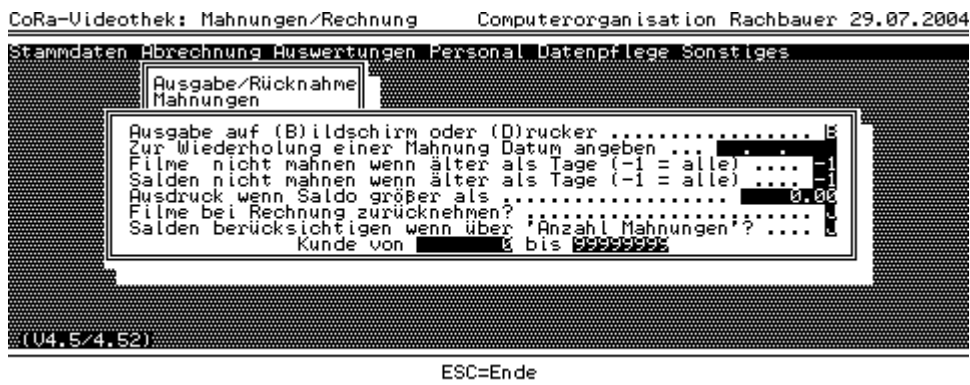 CoRa-Videothek: Mahnungen/Rechnung Computerorganisation Rachbauer 29.07.2004
Stammdaten Abrechnung Auswertungen Personal Datenpflege Sonstiges
Ausgabe/Rücknahme
Mahnungen
Ausgabe auf (B)ildschirm oder (D)rucker ................. B
Zur Wiederholung einer Mahnung Datum angeben ... . .
Filme nicht mahnen wenn älter als Tage (-1 = alle) .... -1
Salden nicht mahnen wenn älter als Tage (-1 = alle) .... -1
Ausdruck wenn Saldo größer als ................... 0.00
Filme bei Rechnung zurücknehmen? ........................ J
Salden berücksichtigen wenn über 'Anzahl Mahnungen'? .... J
Kunde von 0 bis 99999999
(V4.5/4.52)
ESC=Ende